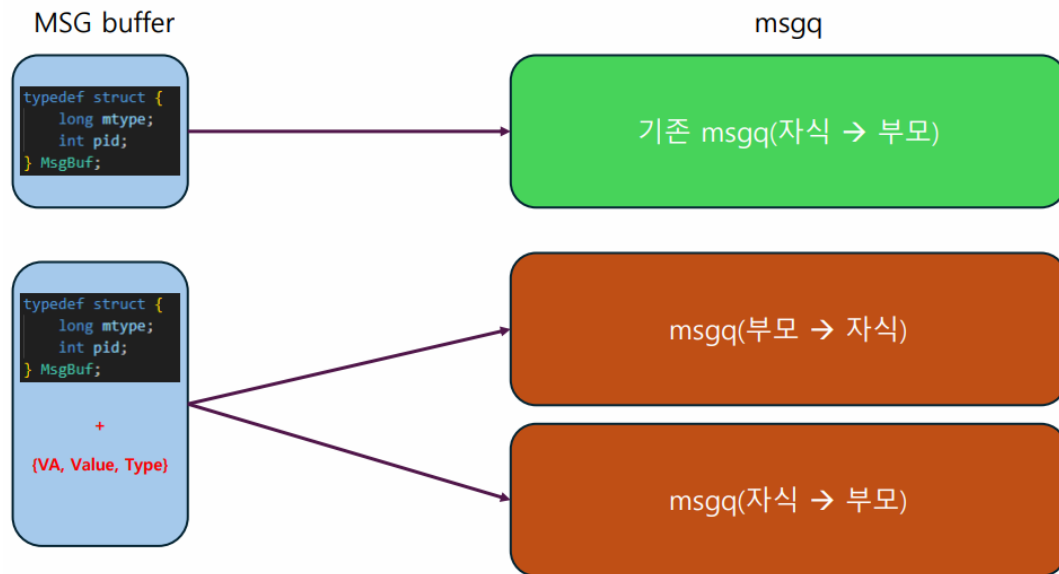 MSG buffer
msgq
typedef struct {
long mtype;
int pid;
} MsgBuf;
기존 msgq(자식 → 부모)
typedef struct {
long mtype;
int pid;
} MsgBuf;
+
{VA, Value, Type}
msgq(부모 → 자식)
msgq(자식 → 부모)